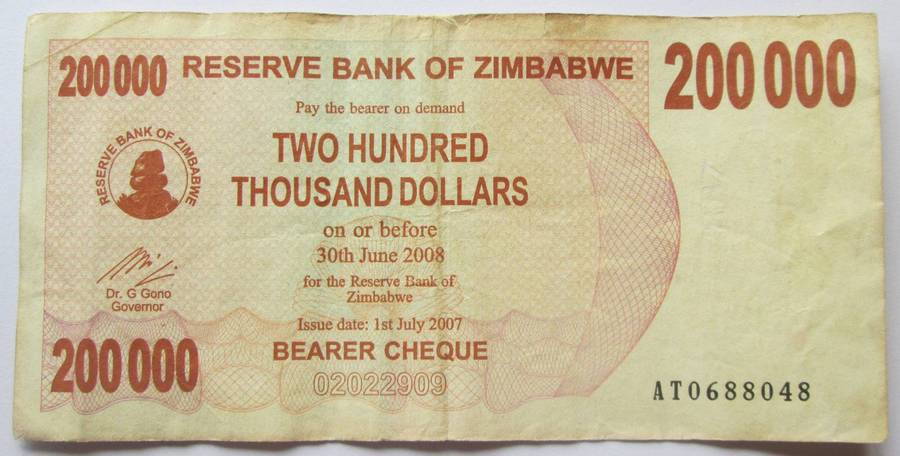 200 000 RESERVE BANK OF ZIMBABWE 200 000
Pay the bearer on demand
TWO HUNDRED
THOUSAND DOLLARS
RESERVE BANK OF ZIMBABWE
on or before
30th June 2008
for the Reserve Bank of
Zimbabwe
Dr. G Gono
Governor
Issue date: 1st July 2007
200 000 BEARER CHEQUE
02022909
AT0688048